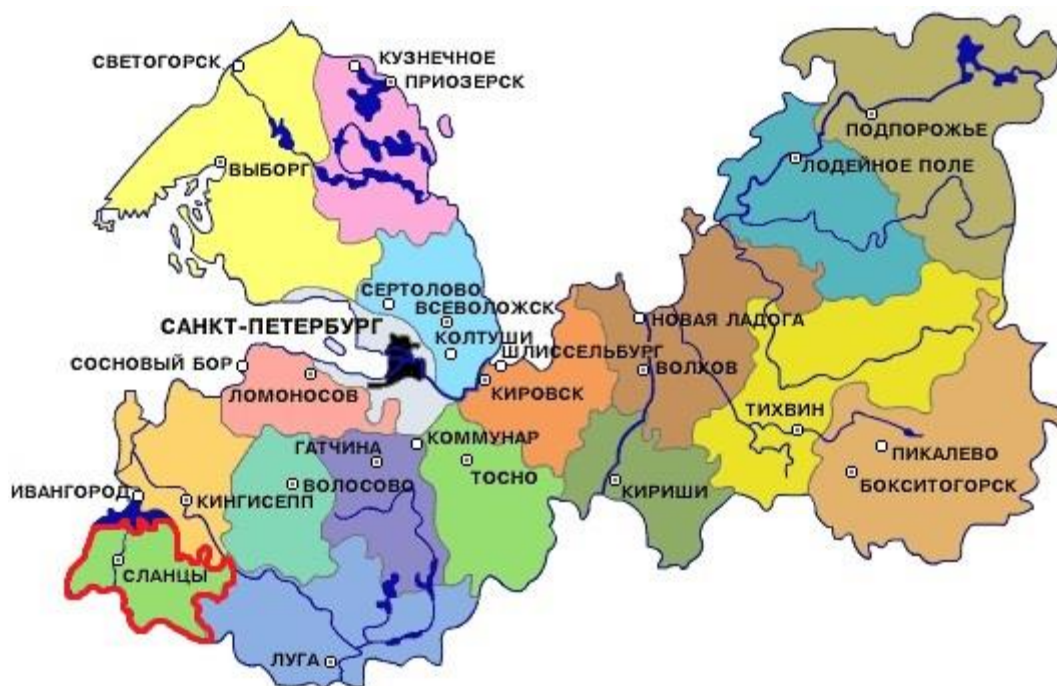 СВЕТОГОРСК
КУЗНЕЧНОЕ
ПРИОЗЕРСК
ПОДПОРОЖЬЕ
ВЫБОРГ
ЛОДЕЙНОЕ ПОЛЕ
СЕРТОЛОВО
ВСЕВОЛОЖСК
САНКТ-ПЕТЕРБУРГ
НОВАЯ ЛАДОГА
КОЛТУШИ
ШЛИССЕЛЬБУРГ
СОСНОВЫЙ БОР
ВОЛХОВ
ЛОМОНОСОВ
КИРОВСК
ТИХВИН
КОММУНАР
ГАТЧИНА
ПИКАЛЕВО
ТОСНО
ВОЛОСОВО
КИРИШИ
БОКСИТОГОРСК
ИВАНГОРОД
КИНГИСЕПП
СЛАНЦЫ
ЛУГА